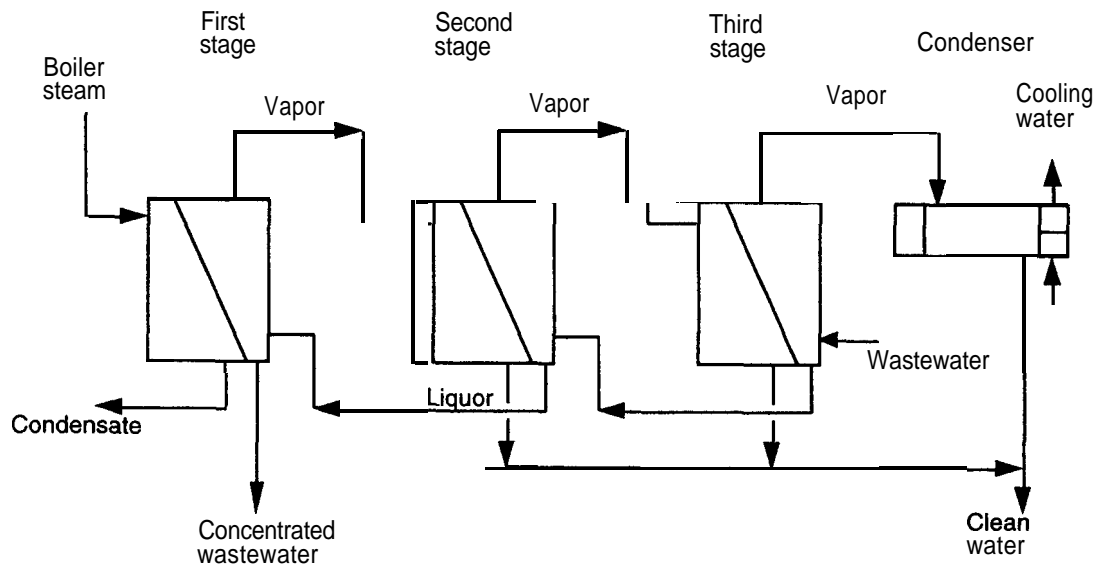 First
stage
Second
stage
Third
stage
Condenser
Boiler
steam
Vapor
Vapor
Vapor
Cooling
water
Wastewater
Liquor
Condensate
Concentrated
wastewater
Clean
water